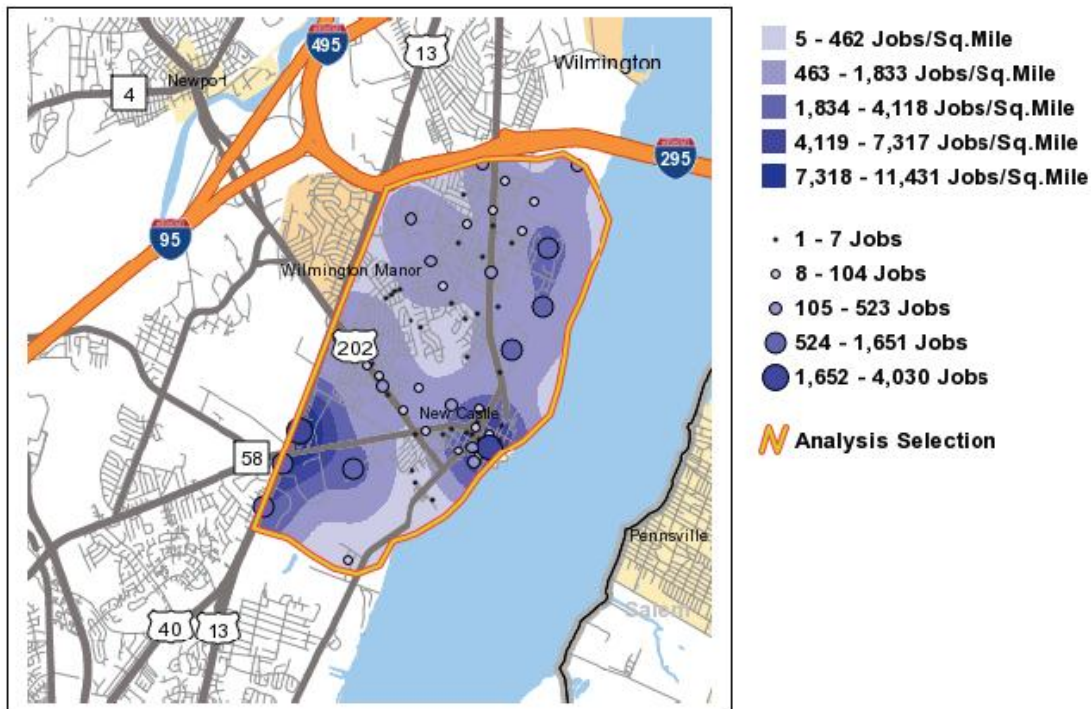 495
13
Wilmington
Newport
4
295
95
Wilmington Manor
202
New Castle
58
Pennsville
Salem
40
13
5 - 462 Jobs/Sq.Mile
463 - 1,833 Jobs/Sq.Mile
1,834 - 4,118 Jobs/Sq.Mile
4,119 - 7,317 Jobs/Sq.Mile
7,318 - 11,431 Jobs/Sq.Mile
1 - 7 Jobs
8 - 104 Jobs
105 - 523 Jobs
524 - 1,651 Jobs
1,652 - 4,030 Jobs
Analysis Selection